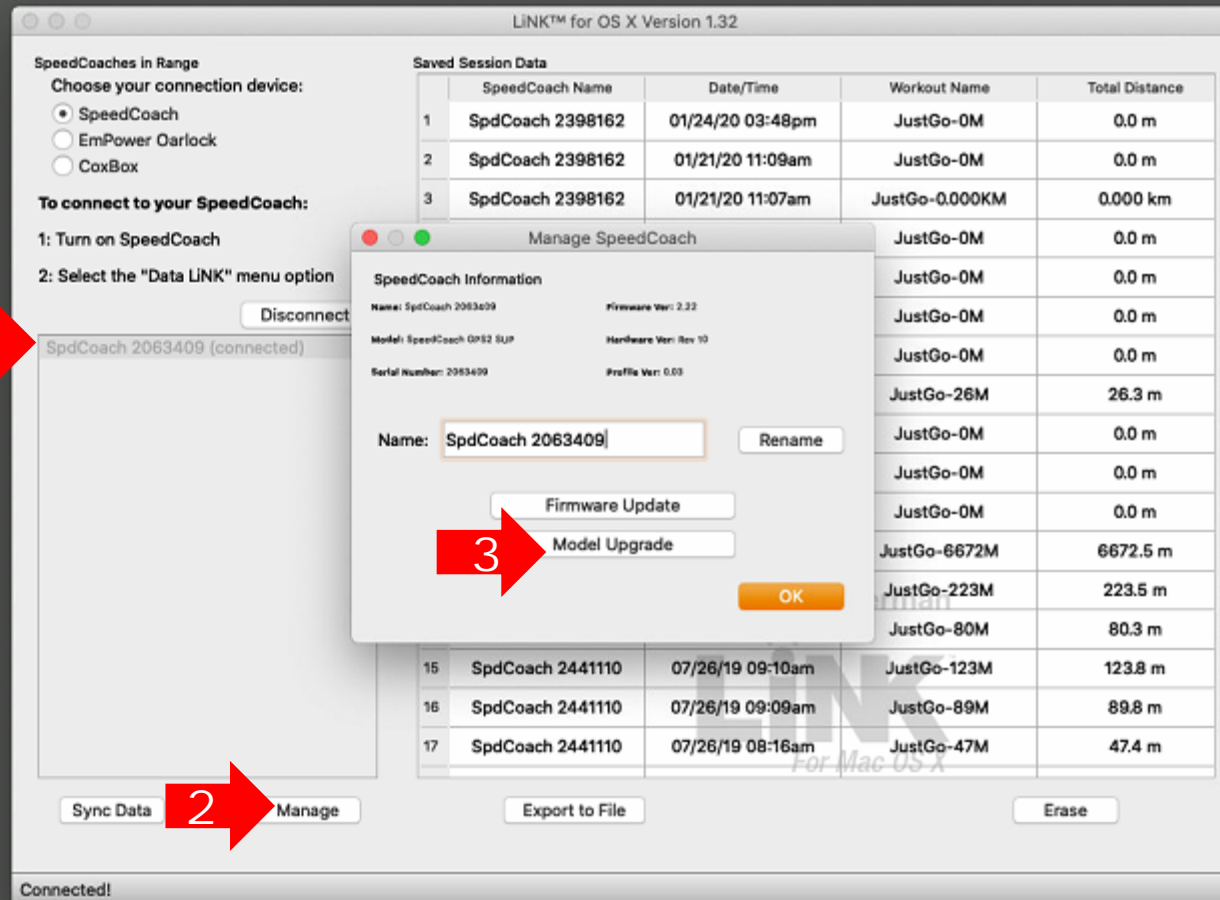 LiNK™ for OS X Version 1.32
SpeedCoaches in Range
Choose your connection device:
SpeedCoach
EmPower Oarlock
CoxBox
To connect to your SpeedCoach:
1: Turn on SpeedCoach
2: Select the "Data LiNK" menu option
Disconnect
SpdCoach 2063409 (connected)
Sync Data
2
Manage
Saved Session Data
SpeedCoach Name Date/Time Workout Name Total Distance
1 SpdCoach 2398162 01/24/20 03:48pm JustGo-0M 0.0 m
2 SpdCoach 2398162 01/21/20 11:09am JustGo-0M 0.0 m
3 SpdCoach 2398162 01/21/20 11:07am JustGo-0.000KM 0.000 km
JustGo-0M 0.0 m
JustGo-0M 0.0 m
JustGo-0M 0.0 m
JustGo-0M 0.0 m
JustGo-26M 26.3 m
JustGo-0M 0.0 m
JustGo-0M 0.0 m
JustGo-0M 0.0 m
JustGo-6672M 6672.5 m
JustGo-223M 223.5 m
JustGo-80M 80.3 m
15 SpdCoach 2441110 07/26/19 09:10am JustGo-123M 123.8 m
16 SpdCoach 2441110 07/26/19 09:09am JustGo-89M 89.8 m
17 SpdCoach 2441110 07/26/19 08:16am JustGo-47M 47.4 m
LiNK
For Mac OS X
Export to File
Erase
Manage SpeedCoach
SpeedCoach Information
Name: SpdCoach 2063409 Firmware Ver: 2.22
Model: SpeedCoach GPS2 SUP Hardware Ver: Rev 10
Serial Number: 2063409 Profile Ver: 0.03
Name: SpdCoach 2063409 Rename
Firmware Update
3
Model Upgrade
OK
Connected!